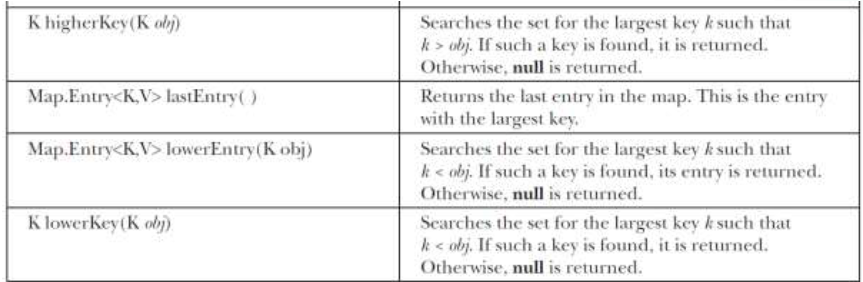 K higherKey(K obj)
Searches the set for the largest key k such that
k > obj. If such a key is found, it is returned.
Otherwise, null is returned.
Map.Entry<K,V> lastEntry( )
Returns the last entry in the map. This is the entry
with the largest key.
Map.Entry<K,V> lowerEntry(K obj)
Searches the set for the largest key k such that
k < obj. If such a key is found, its entry is returned.
Otherwise, null is returned.
K lowerKey(K obj)
Searches the set for the largest key k such that
k < obj. If such a key is found, it is returned.
Otherwise, null is returned.